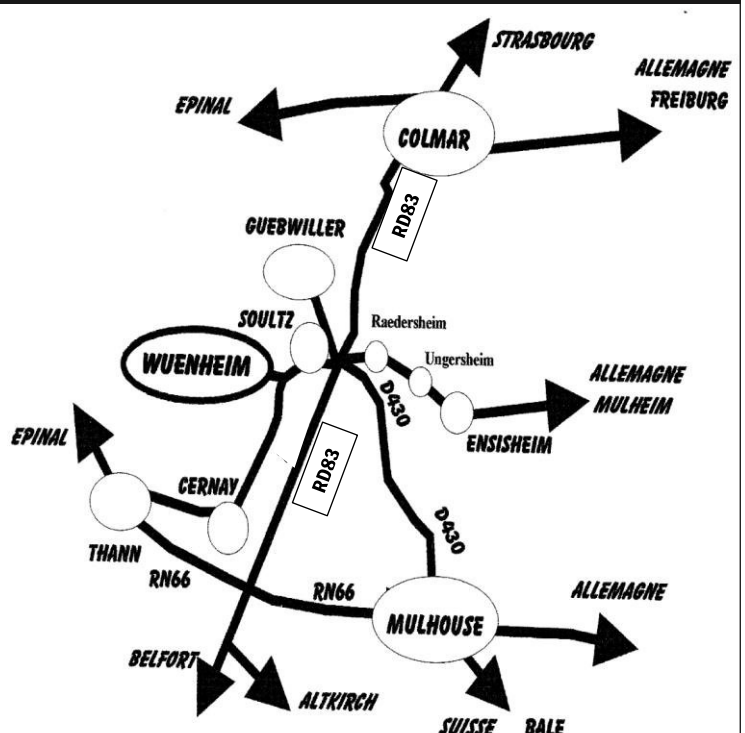 STRASBOURG
ALLEMAGNE
FREIBURG
EPINAL
COLMAR
RD83
GUEBWILLER
SOULTZ
Raedersheim
WUENHEIM
Ungersheim
ALLEMAGNE
MULHEIM
D430
EPINAL
ENSISHEIM
RD83
CERNAY
D430
THANN
RN66
RN66
ALLEMAGNE
MULHOUSE
BELFORT
ALTKIRCH
SUISSE BALE